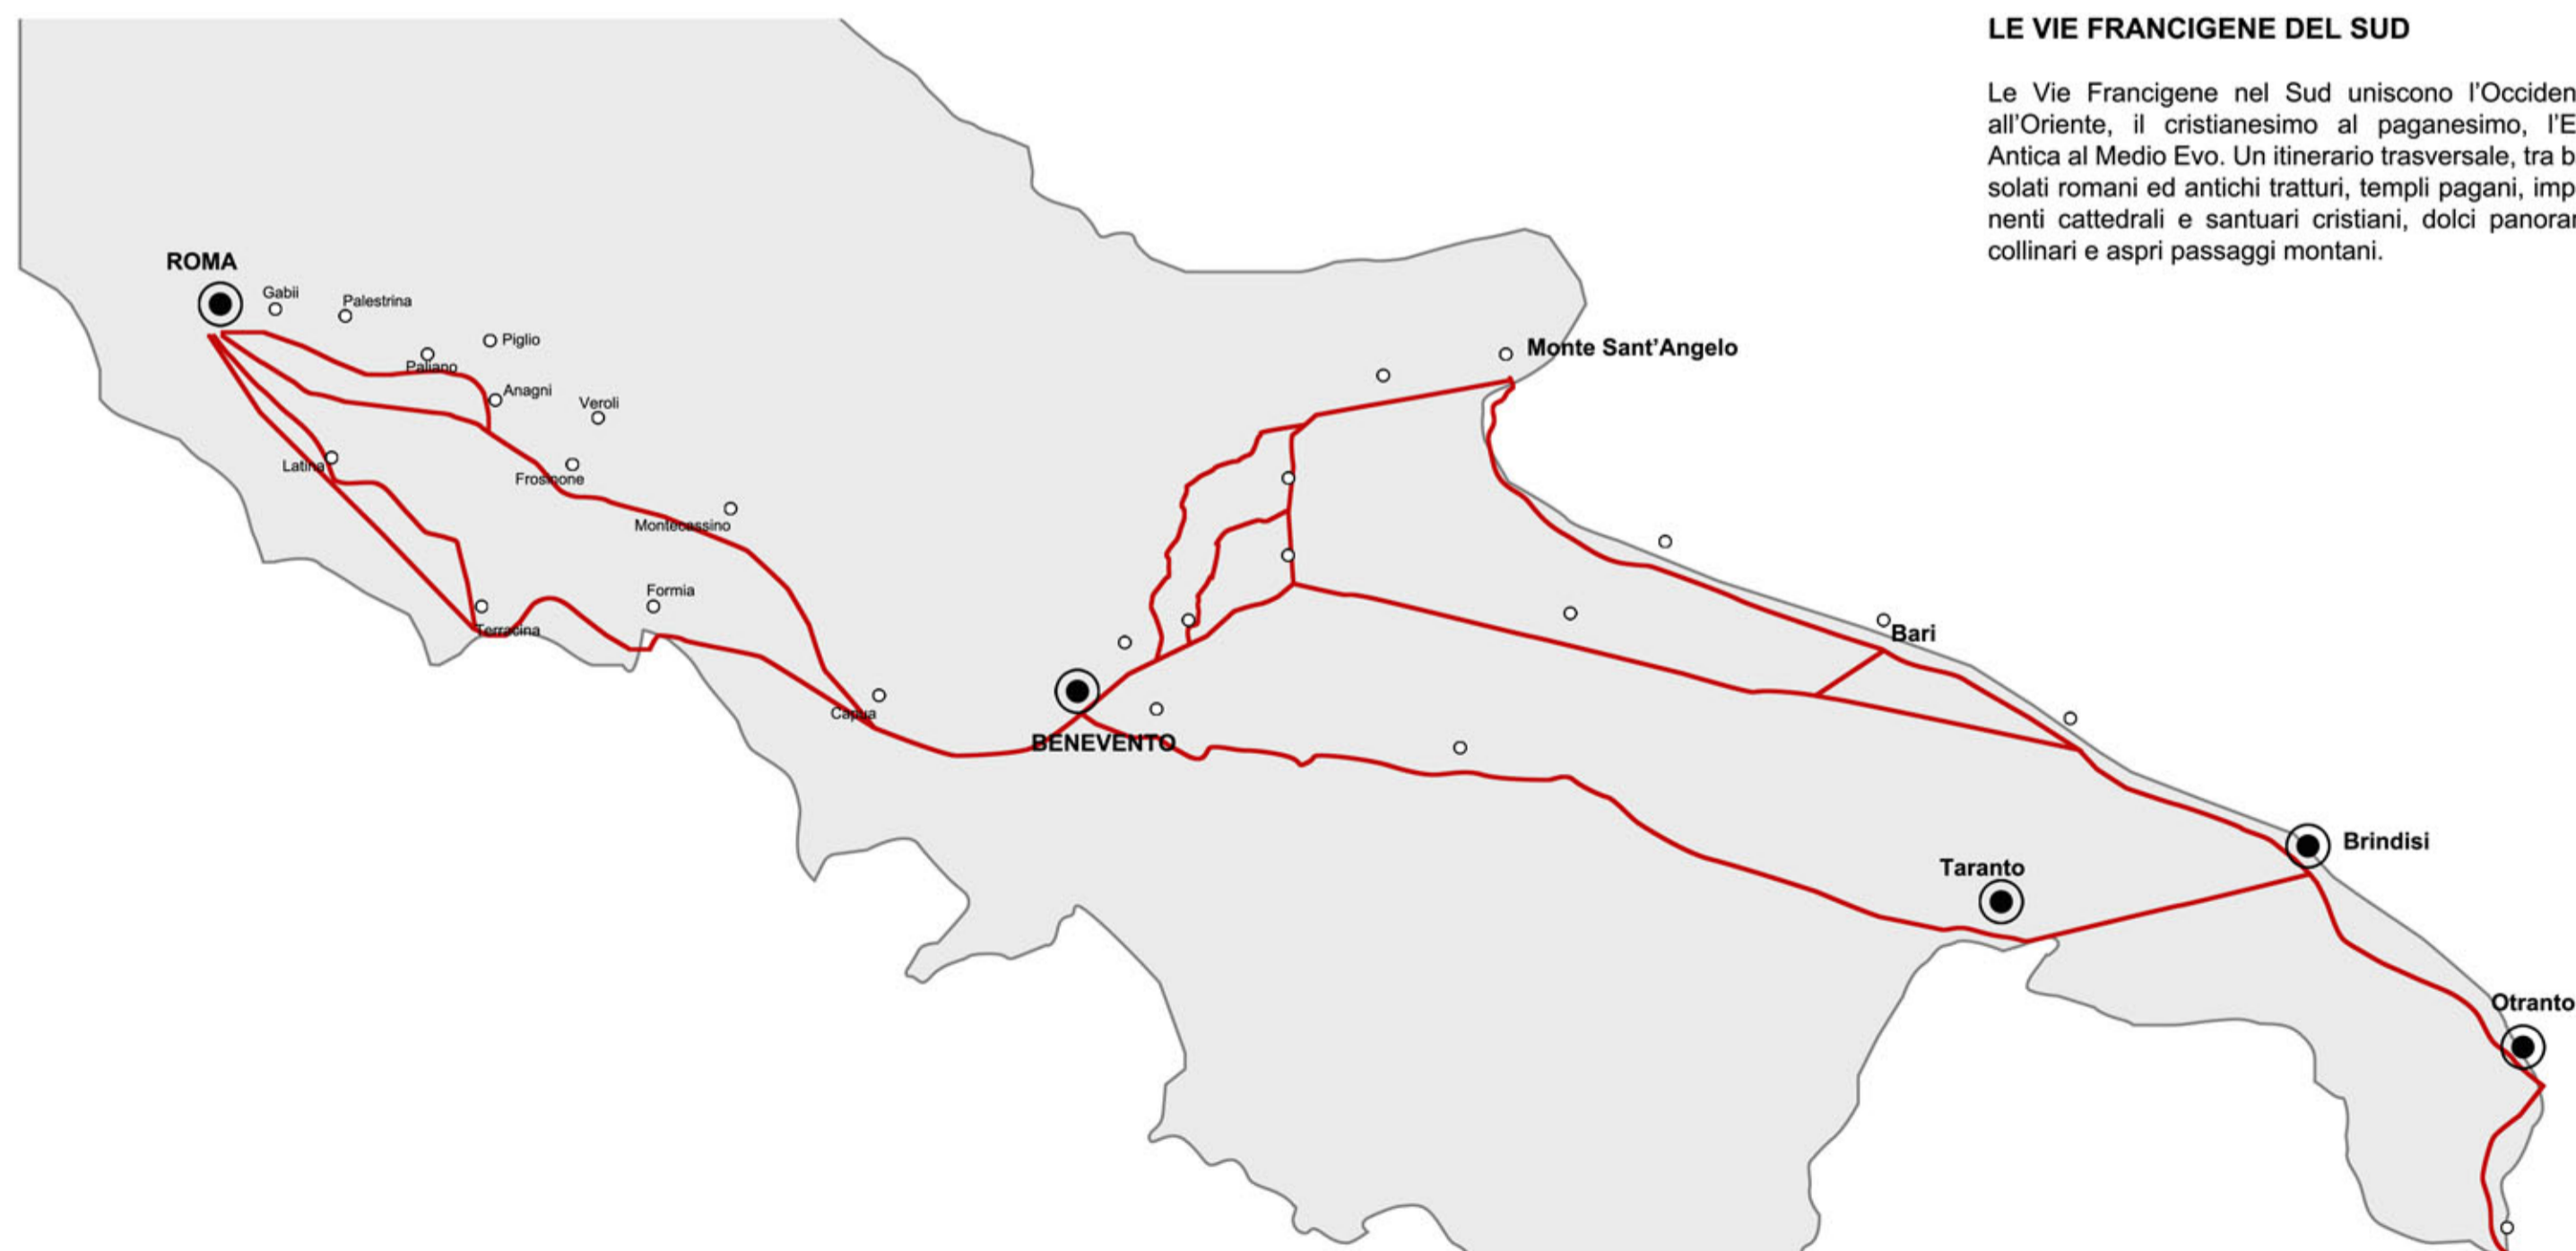 LE VIE FRANCIGENE DEL SUD
Le Vie Francigene nel Sud uniscono l'Occiden
all'Oriente, il cristianesimo al paganesimo, l'E
Antica al Medio Evo. Un itinerario trasversale, tra b
solati romani ed antichi tratturi, templi pagani, imp
nenti cattedrali e santuari cristiani, dolci panora
collinari e aspri passaggi montani.
ROMA
Gabii
Palestrina
Piglio
Paliano
Anagni
Veroli
Latina
Frosinone
Montecassino
Formia
Terracina
Capua
BENEVENTO
Monte Sant'Angelo
Bari
Taranto
Brindisi
Otranto